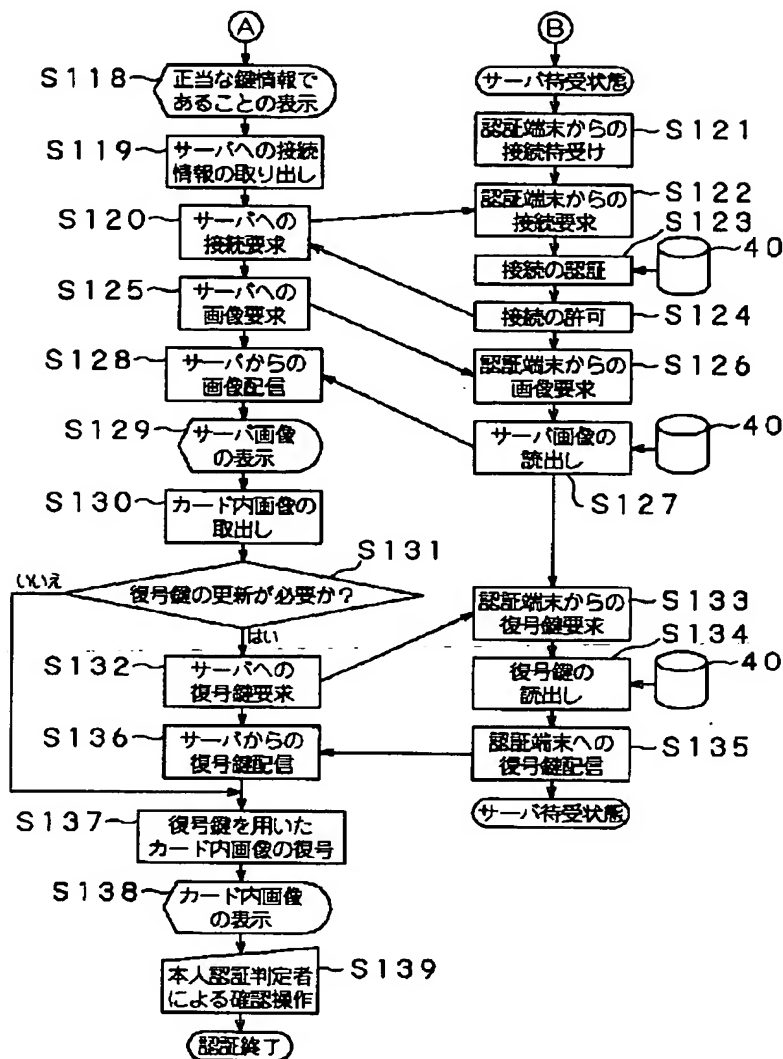 A
S118
正当な鍵情報で
あることの表示
S119
サーバへの接続
情報の取り出し
S120
サーバへの
接続要求
S125
サーバへの
画像要求
S128
サーバからの
画像配信
S129
サーバ画像
の表示
S130
カード内画像の
取出し
S131
復号鍵の更新が必要か?
いいえ
はい
S132
サーバへの
復号鍵要求
S136
サーバからの
復号鍵配信
S137
復号鍵を用いた
カード内画像の復号
S138
カード内画像
の表示
S139
本人認証判定者
による確認操作
認証終了
B
サーバ待受状態
S121
認証端末からの
接続待受け
S122
認証端末からの
接続要求
S123
接続の認証
40
S124
接続の許可
S126
認証端末からの
画像要求
サーバ画像の
読出し
40
S127
S133
認証端末からの
復号鍵要求
S134
復号鍵の
読出し
40
S135
認証端末への
復号鍵配信
サーバ待受状態